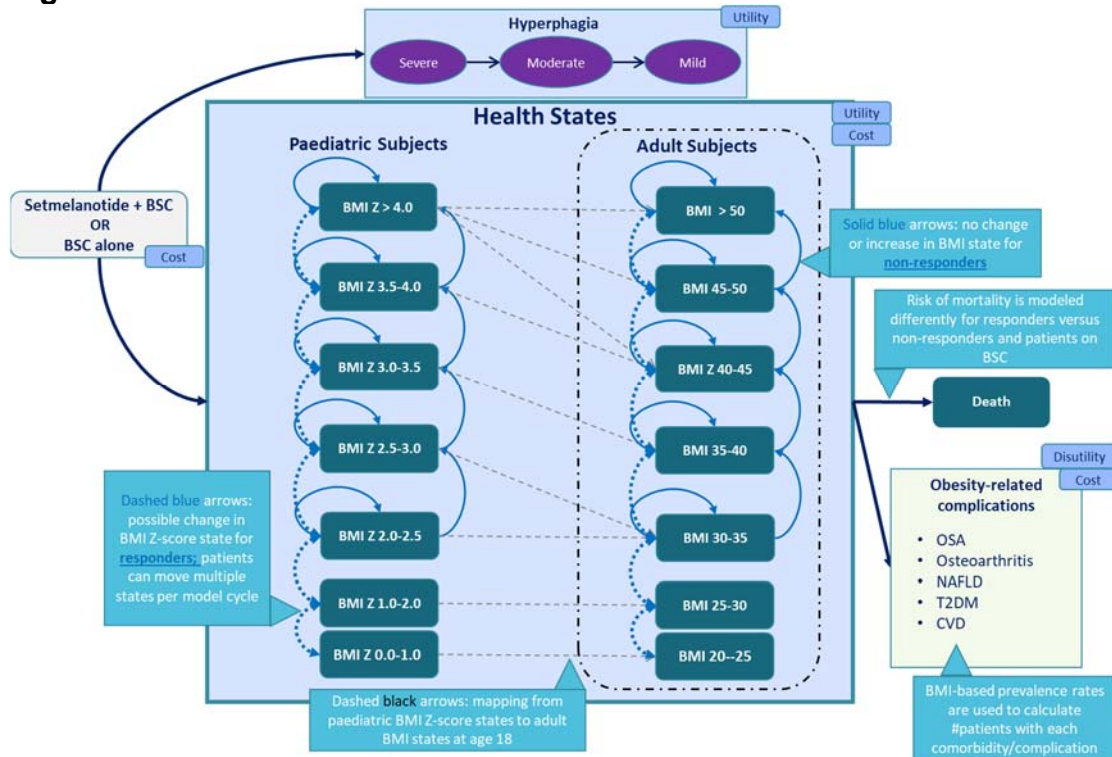 Hyperphagia
Utility
Severe
Moderate
Mild
Health States
Utility
Cost
Paediatric Subjects
Adult Subjects
Setmelanotide + BSC
OR
BSC alone
Cost
BMI Z > 4.0
BMI Z 3.5-4.0
BMI Z 3.0-3.5
BMI Z 2.5-3.0
BMI Z 2.0-2.5
BMI Z 1.0-2.0
BMI Z 0.0-1.0
BMI > 50
BMI 45-50
BMI Z 40-45
BMI 35-40
BMI 30-35
BMI 25-30
BMI 20--25
Solid blue arrows: no change
or increase in BMI state for
non-responders
Risk of mortality is modeled
differently for responders versus
non-responders and patients on
BSC
Death
Disutility
Cost
Obesity-related
complications
• OSA
• Osteoarthritis
• NAFLD
• T2DM
• CVD
Dashed blue arrows:
possible change in
BMI Z-score state for
responders; patients
can move multiple
states per model cycle
Dashed black arrows: mapping from
paediatric BMI Z-score states to adult
BMI states at age 18
BMI-based prevalence rates
are used to calculate
#patients with each
comorbidity/complication